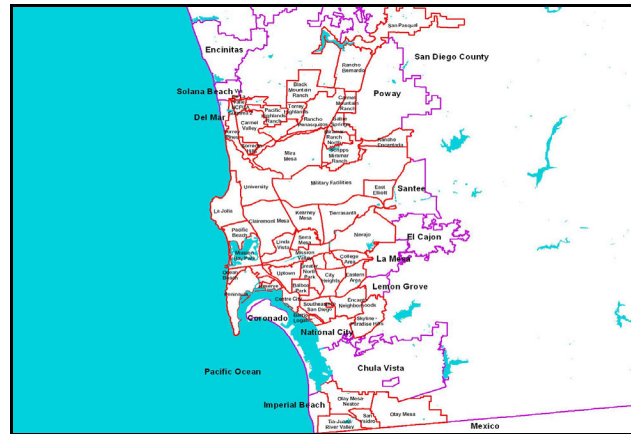 San Pasqual
Encinitas
San Diego County
Rancho
Bernardo
Black
Mountain
Ranch
Solana Beach
Poway
Carmel
Mountain
Ranch
Pacific
Highlands
Ranch
Torrey
Highlands
Del Mar
Carmel
Valley
Rancho
Penasquitos
Sabre
Springs
Miramar
Ranch
North
Rancho
Encantada
Mira
Mesa
Scripps
Miramar
Ranch
University
Military Facilities
East
Elliott
Santee
La Jolla
Clairemont Mesa
Kearney
Mesa
Tierrasanta
Pacific
Beach
Linda
Vista
Serra
Mesa
Navajo
El Cajon
Mission
Valley
College
Area
La Mesa
Ocean
Beach
Uptown
Greater
North
Park
City
Heights
Eastern
Area
Lemon Grove
Peninsula
Balboa
Park
Centre City
Southeastern
San Diego
Encanto
Neighborhoods
Coronado
Skyline -
Paradise Hills
National City
Pacific Ocean
Chula Vista
Imperial Beach
Otay Mesa
Nestor
Otay Mesa
Tia Juana
River Valley
San
Ysidro
Mexico